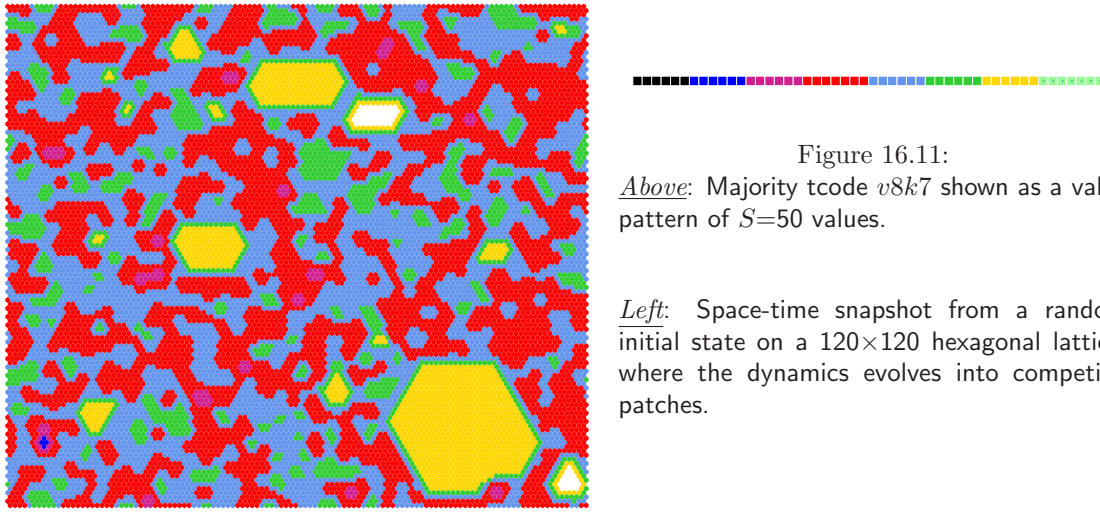 Figure 16.11:
Above: Majority tcode v8k7 shown as a val
pattern of S=50 values.
Left: Space-time snapshot from a rando
initial state on a 120×120 hexagonal lattic
where the dynamics evolves into competi
patches.